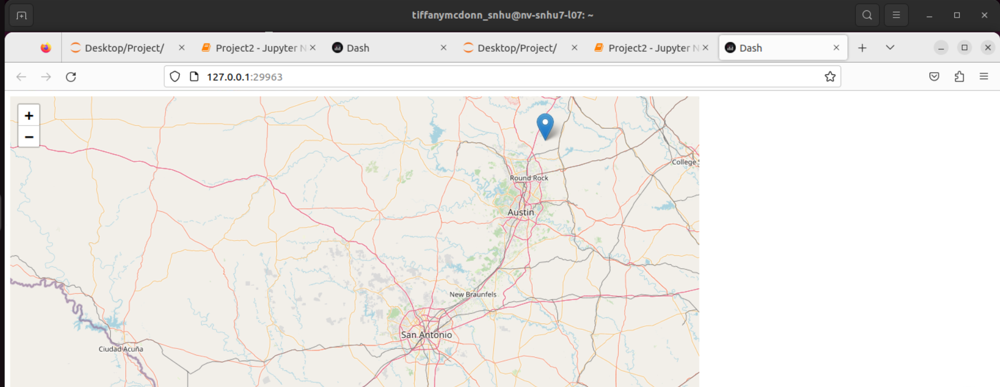 tiffanymcdonn_snhu@nv-snhu7-l07: ~
Desktop/Project/
Project2 - Jupyter N
Dash
Desktop/Project/
Project2 - Jupyter N
Dash
127.0.0.1:29963
+
−
College S
Round Rock
Austin
New Braunfels
San Antonio
Ciudad Acuña